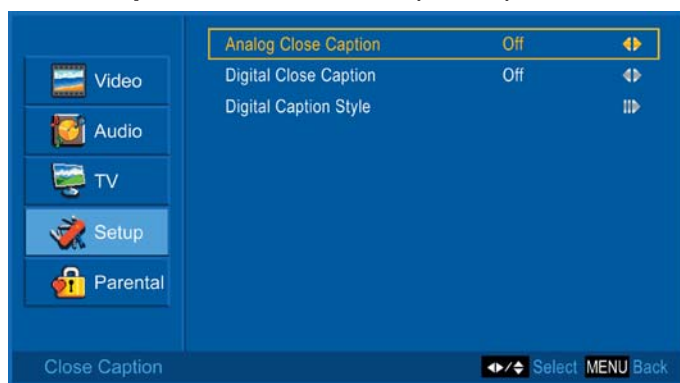 Video
Audio
TV
Setup
Parental
Analog Close Caption Off
Digital Close Caption Off
Digital Caption Style
Close Caption Select MENU Back